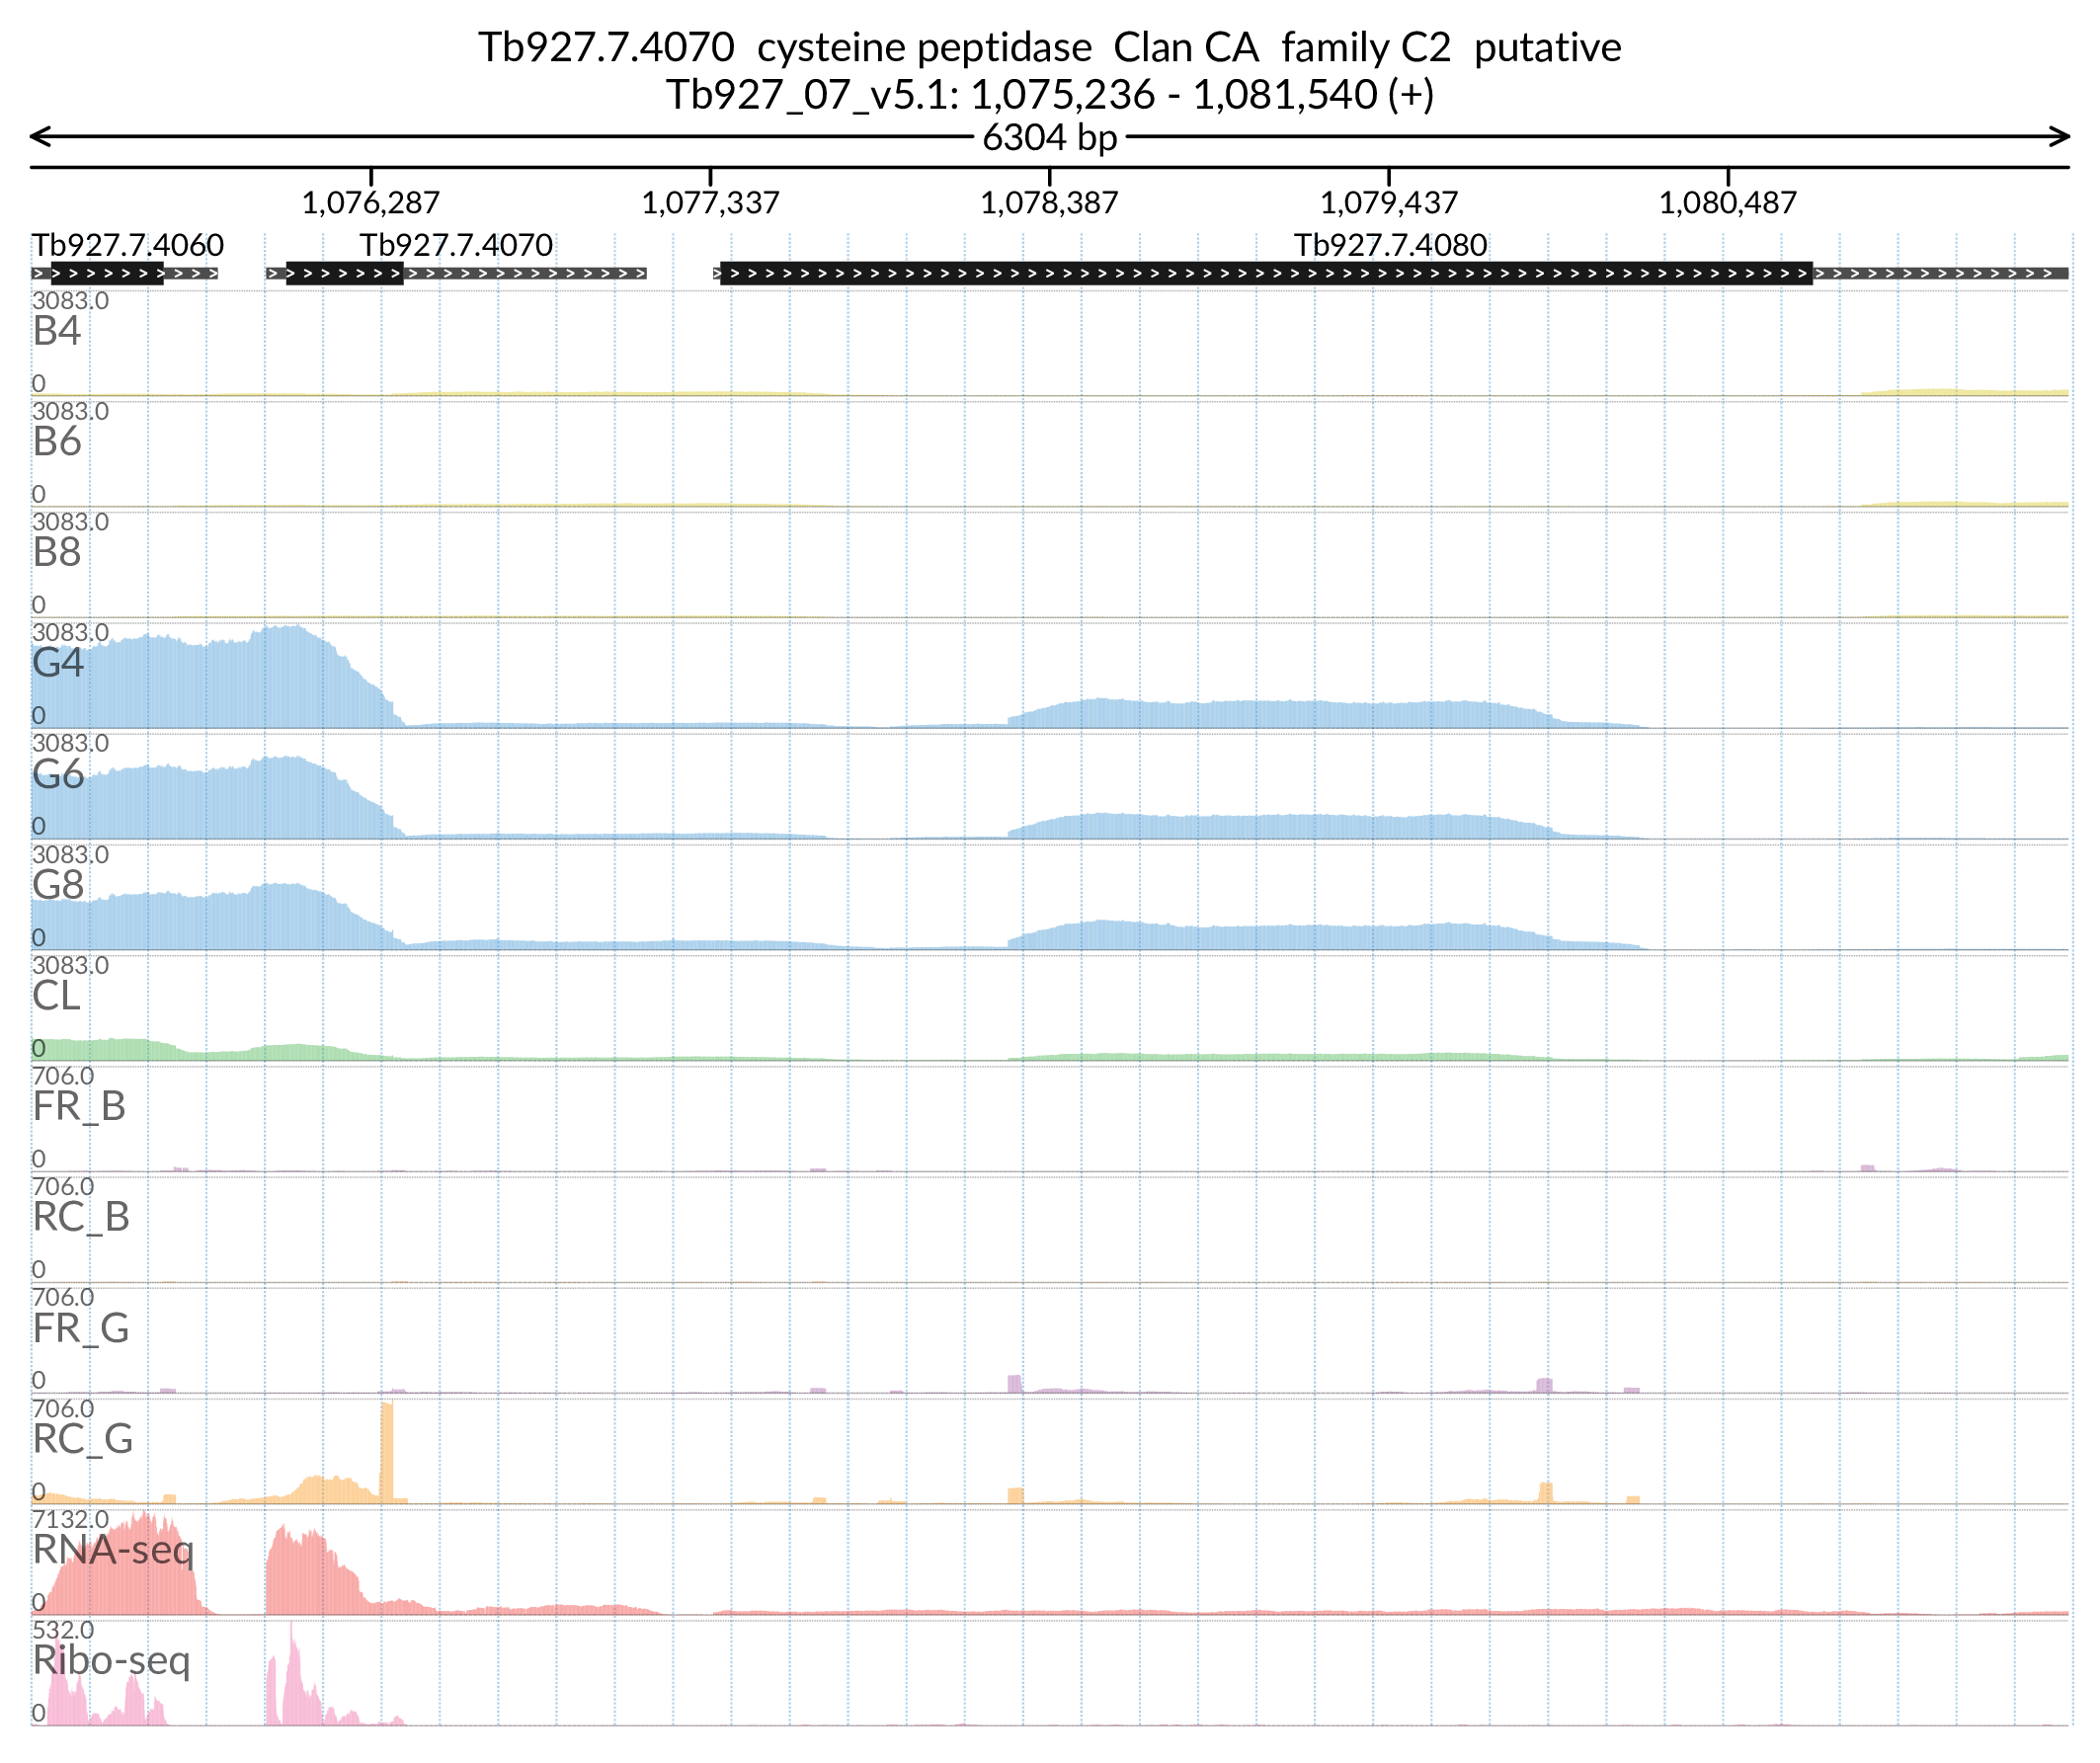 Tb927.7.4070 cysteine peptidase Clan CA family C2 putative
Tb927_07_v5.1: 1,075,236 - 1,081,540 (+)
6304 bp
1,076,287 1,077,337 1,078,387 1,079,437 1,080,487
Tb927.7.4060 Tb927.7.4070 Tb927.7.4080
3083.0
B4
0
3083.0
B6
0
3083.0
B8
0
3083.0
G4
0
3083.0
G6
0
3083.0
G8
0
3083.0
CL
0
706.0
FR_B
0
706.0
RC_B
0
706.0
FR_G
0
706.0
RC_G
0
7132.0
RNA-seq
0
532.0
Ribo-seq
0